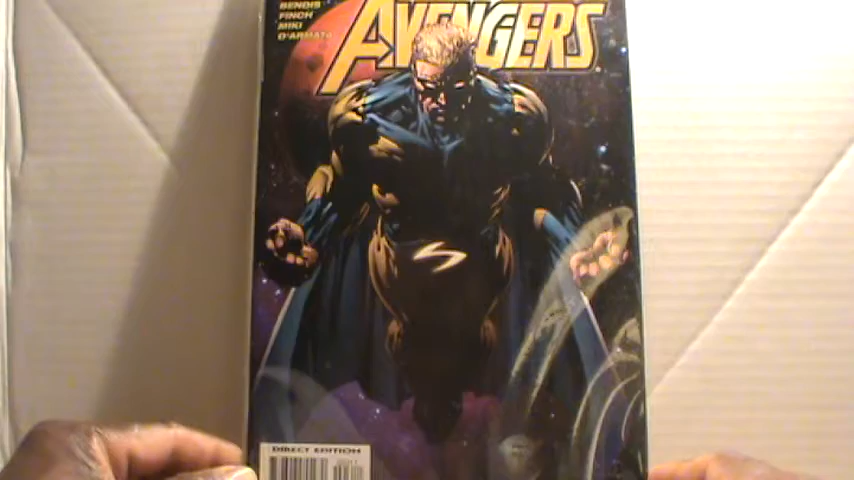 BENDIS
FINCH
MIKI
D'ARMATA
AVENGERS
S
DIRECT EDITION